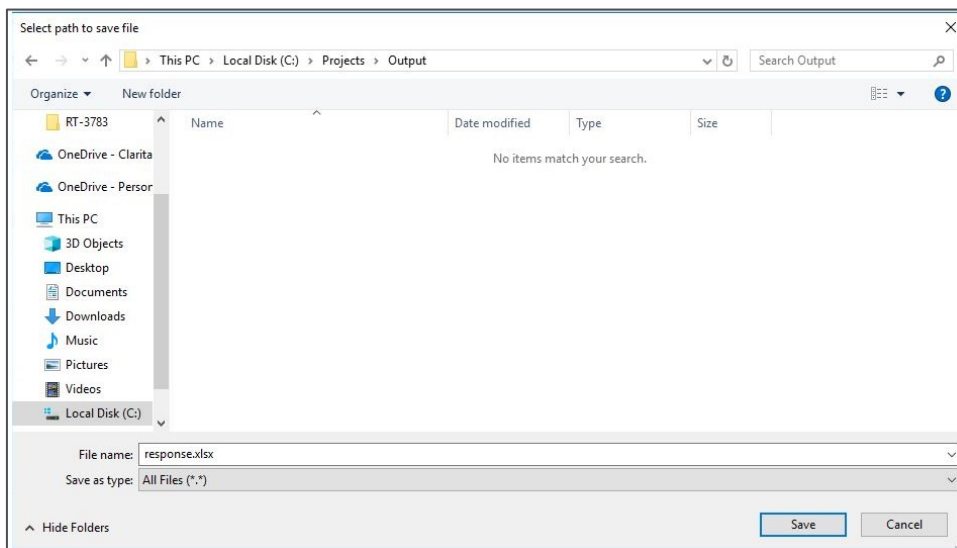 Select path to save file
This PC > Local Disk (C:) > Projects > Output
Search Output
Organize
New folder
Name
Date modified
Type
Size
No items match your search.
RT-3783
OneDrive - Clarita
OneDrive - Person
This PC
3D Objects
Desktop
Documents
Downloads
Music
Pictures
Videos
Local Disk (C:)
File name: response.xlsx
Save as type: All Files (*.*)
Hide Folders
Save
Cancel